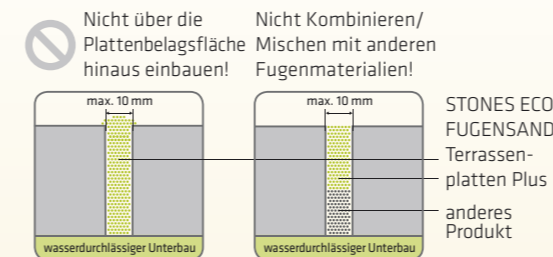 Nicht über die
Plattenbelagsfläche
hinaus einbauen!
Nicht Kombinieren/
Mischen mit anderen
Fugenmaterialien!
max. 10 mm
wasserdurchlässiger Unterbau
max. 10 mm
wasserdurchlässiger Unterbau
STONES ECO
FUGENSAND
Terrassen-
platten Plus
anderes
Produkt